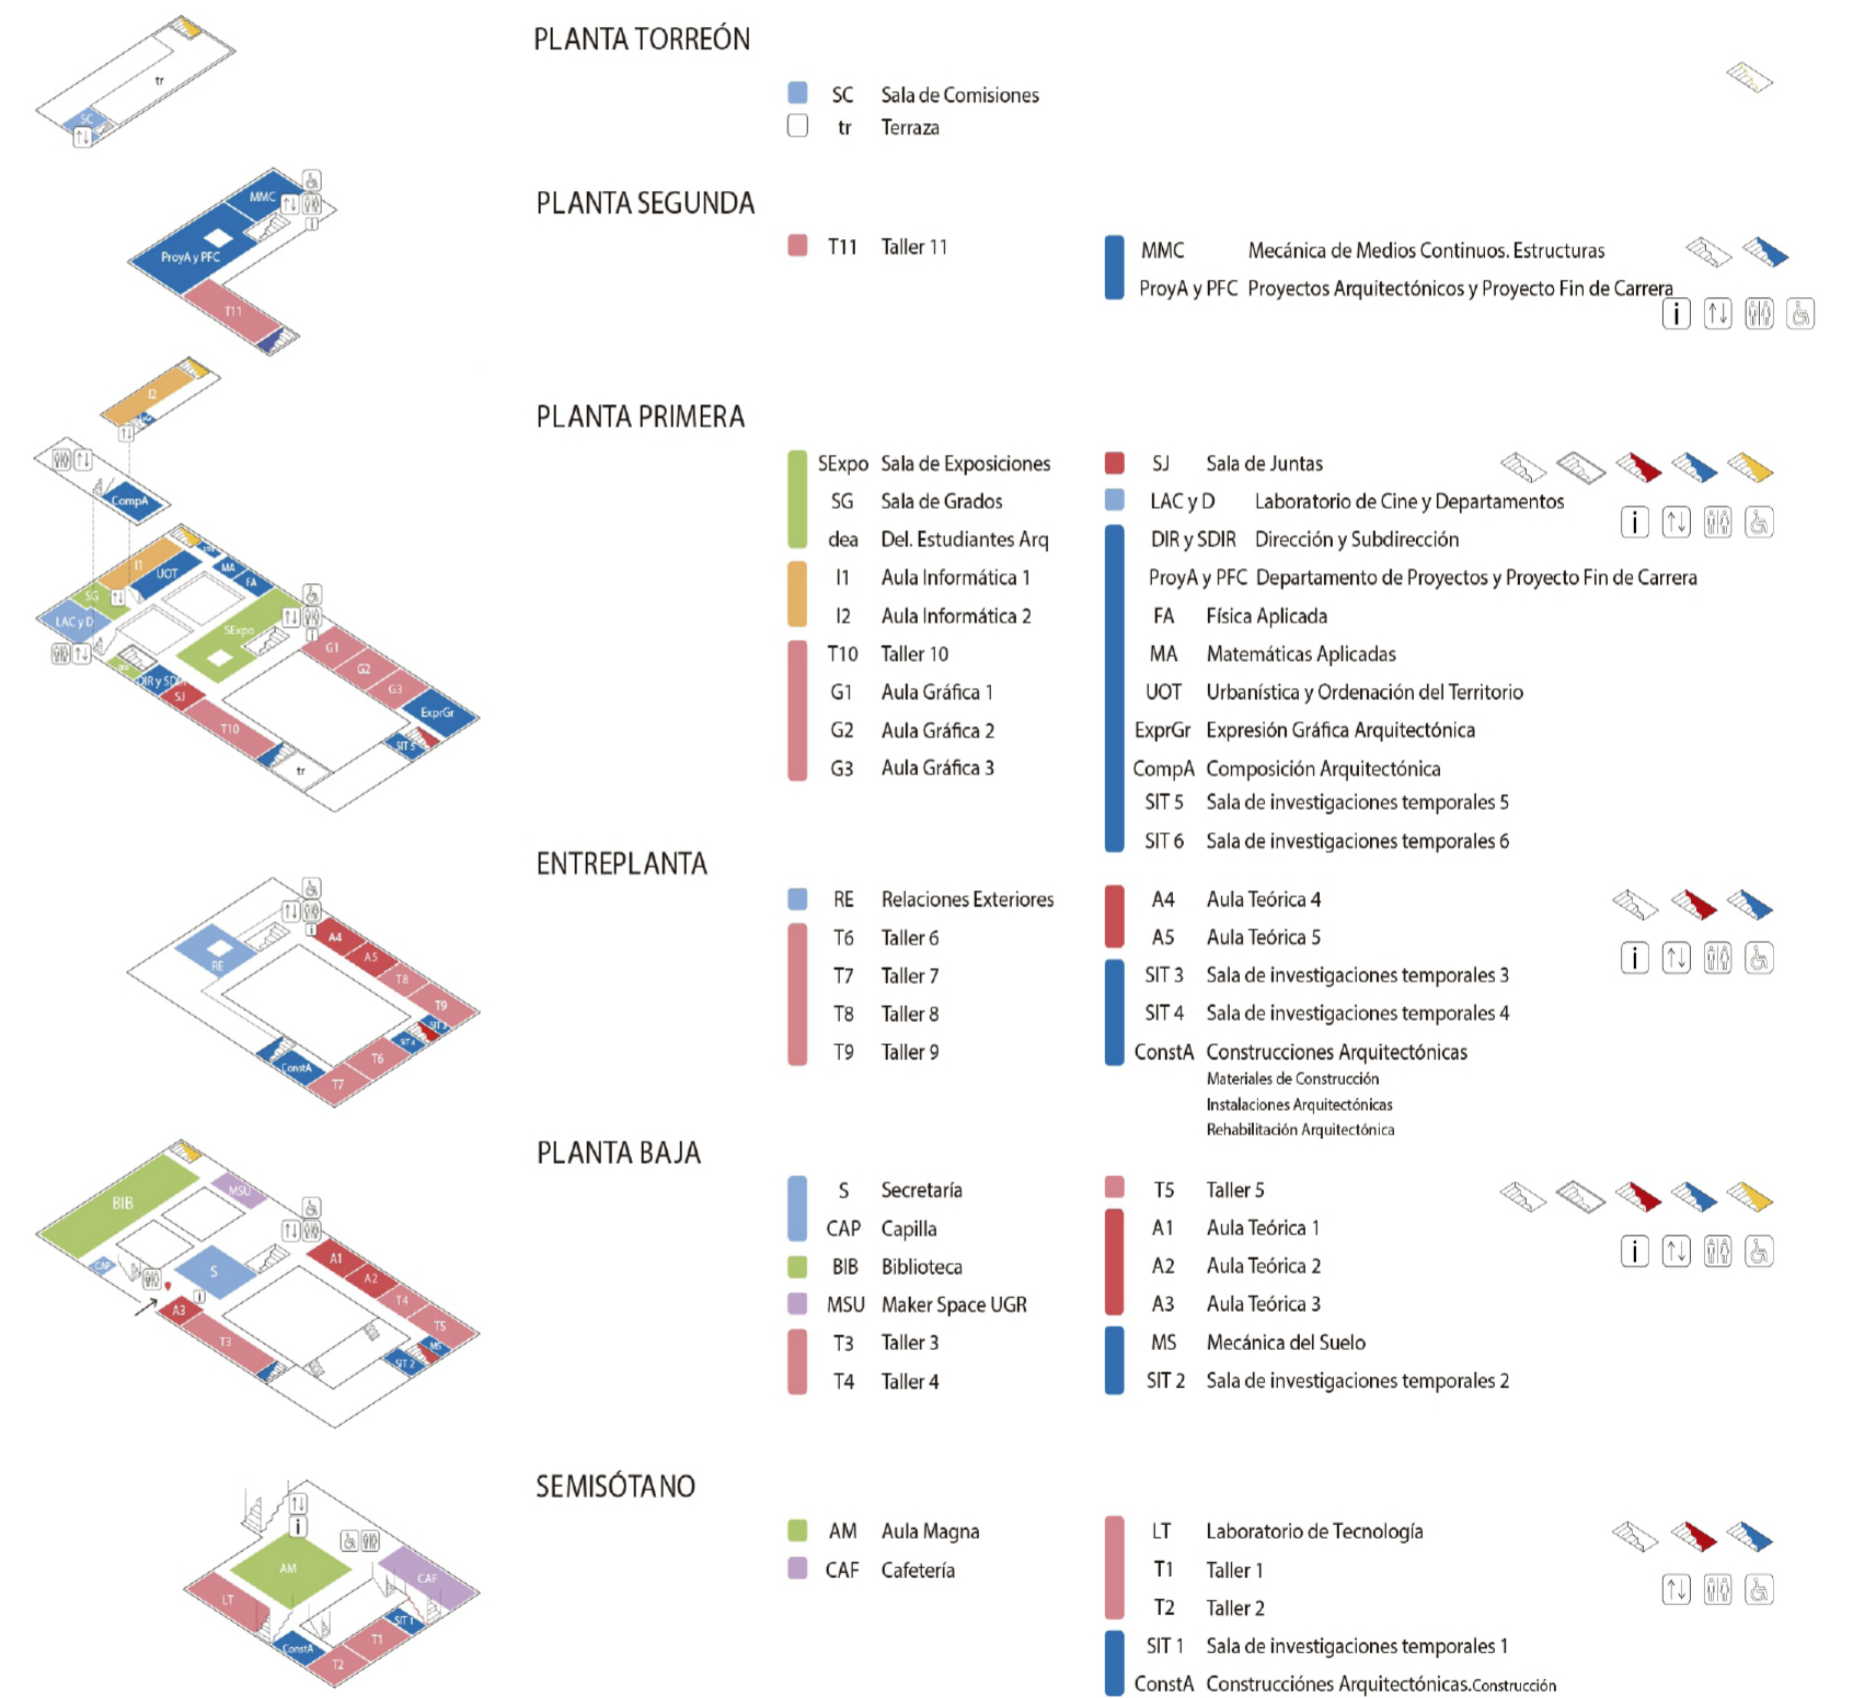 PLANTA TORREÓN
SC Sala de Comisiones
tr Terraza
tr
SC
PLANTA SEGUNDA
T11 Taller 11
MMC Mecánica de Medios Continuos. Estructuras
ProyA y PFC Proyectos Arquitectónicos y Proyecto Fin de Carrera
i
MMC
i
ProyA y PFC
T11
PLANTA PRIMERA
SExpo Sala de Exposiciones
SG Sala de Grados
dea Del. Estudiantes Arq
I1 Aula Informática 1
I2 Aula Informática 2
T10 Taller 10
G1 Aula Gráfica 1
G2 Aula Gráfica 2
G3 Aula Gráfica 3
SJ Sala de Juntas
LAC y D Laboratorio de Cine y Departamentos
DIR y SDIR Dirección y Subdirección
ProyA y PFC Departamento de Proyectos y Proyecto Fin de Carrera
FA Física Aplicada
MA Matemáticas Aplicadas
UOT Urbanística y Ordenación del Territorio
ExprGr Expresión Gráfica Arquitectónica
CompA Composición Arquitectónica
SIT 5 Sala de investigaciones temporales 5
SIT 6 Sala de investigaciones temporales 6
i
I2
CompA
I1
UOT
MA
FA
SG
LAC y D
SExpo
i
G1
G2
G3
DIR y SDIR
SJ
T10
ExprGr
SIT 5
tr
ENTREPLANTA
RE Relaciones Exteriores
T6 Taller 6
T7 Taller 7
T8 Taller 8
T9 Taller 9
A4 Aula Teórica 4
A5 Aula Teórica 5
SIT 3 Sala de investigaciones temporales 3
SIT 4 Sala de investigaciones temporales 4
ConstA Construcciones Arquitectónicas
Materiales de Construcción
Instalaciones Arquitectónicas
Rehabilitación Arquitectónica
i
i
A4
A5
RE
T8
T9
SIT 3
SIT 4
T6
ConstA
T7
PLANTA BAJA
S Secretaría
CAP Capilla
BIB Biblioteca
MSU Maker Space UGR
T3 Taller 3
T4 Taller 4
T5 Taller 5
A1 Aula Teórica 1
A2 Aula Teórica 2
A3 Aula Teórica 3
MS Mecánica del Suelo
SIT 2 Sala de investigaciones temporales 2
i
BIB
MSU
CAP
S
A1
A2
i
A3
T4
T5
T3
MS
SIT 2
SEMISÓTANO
AM Aula Magna
CAF Cafetería
LT Laboratorio de Tecnología
T1 Taller 1
T2 Taller 2
SIT 1 Sala de investigaciones temporales 1
ConstA Construcciónes Arquitectónicas.Construcción
i
AM
CAF
LT
SIT 1
T1
ConstA
T2